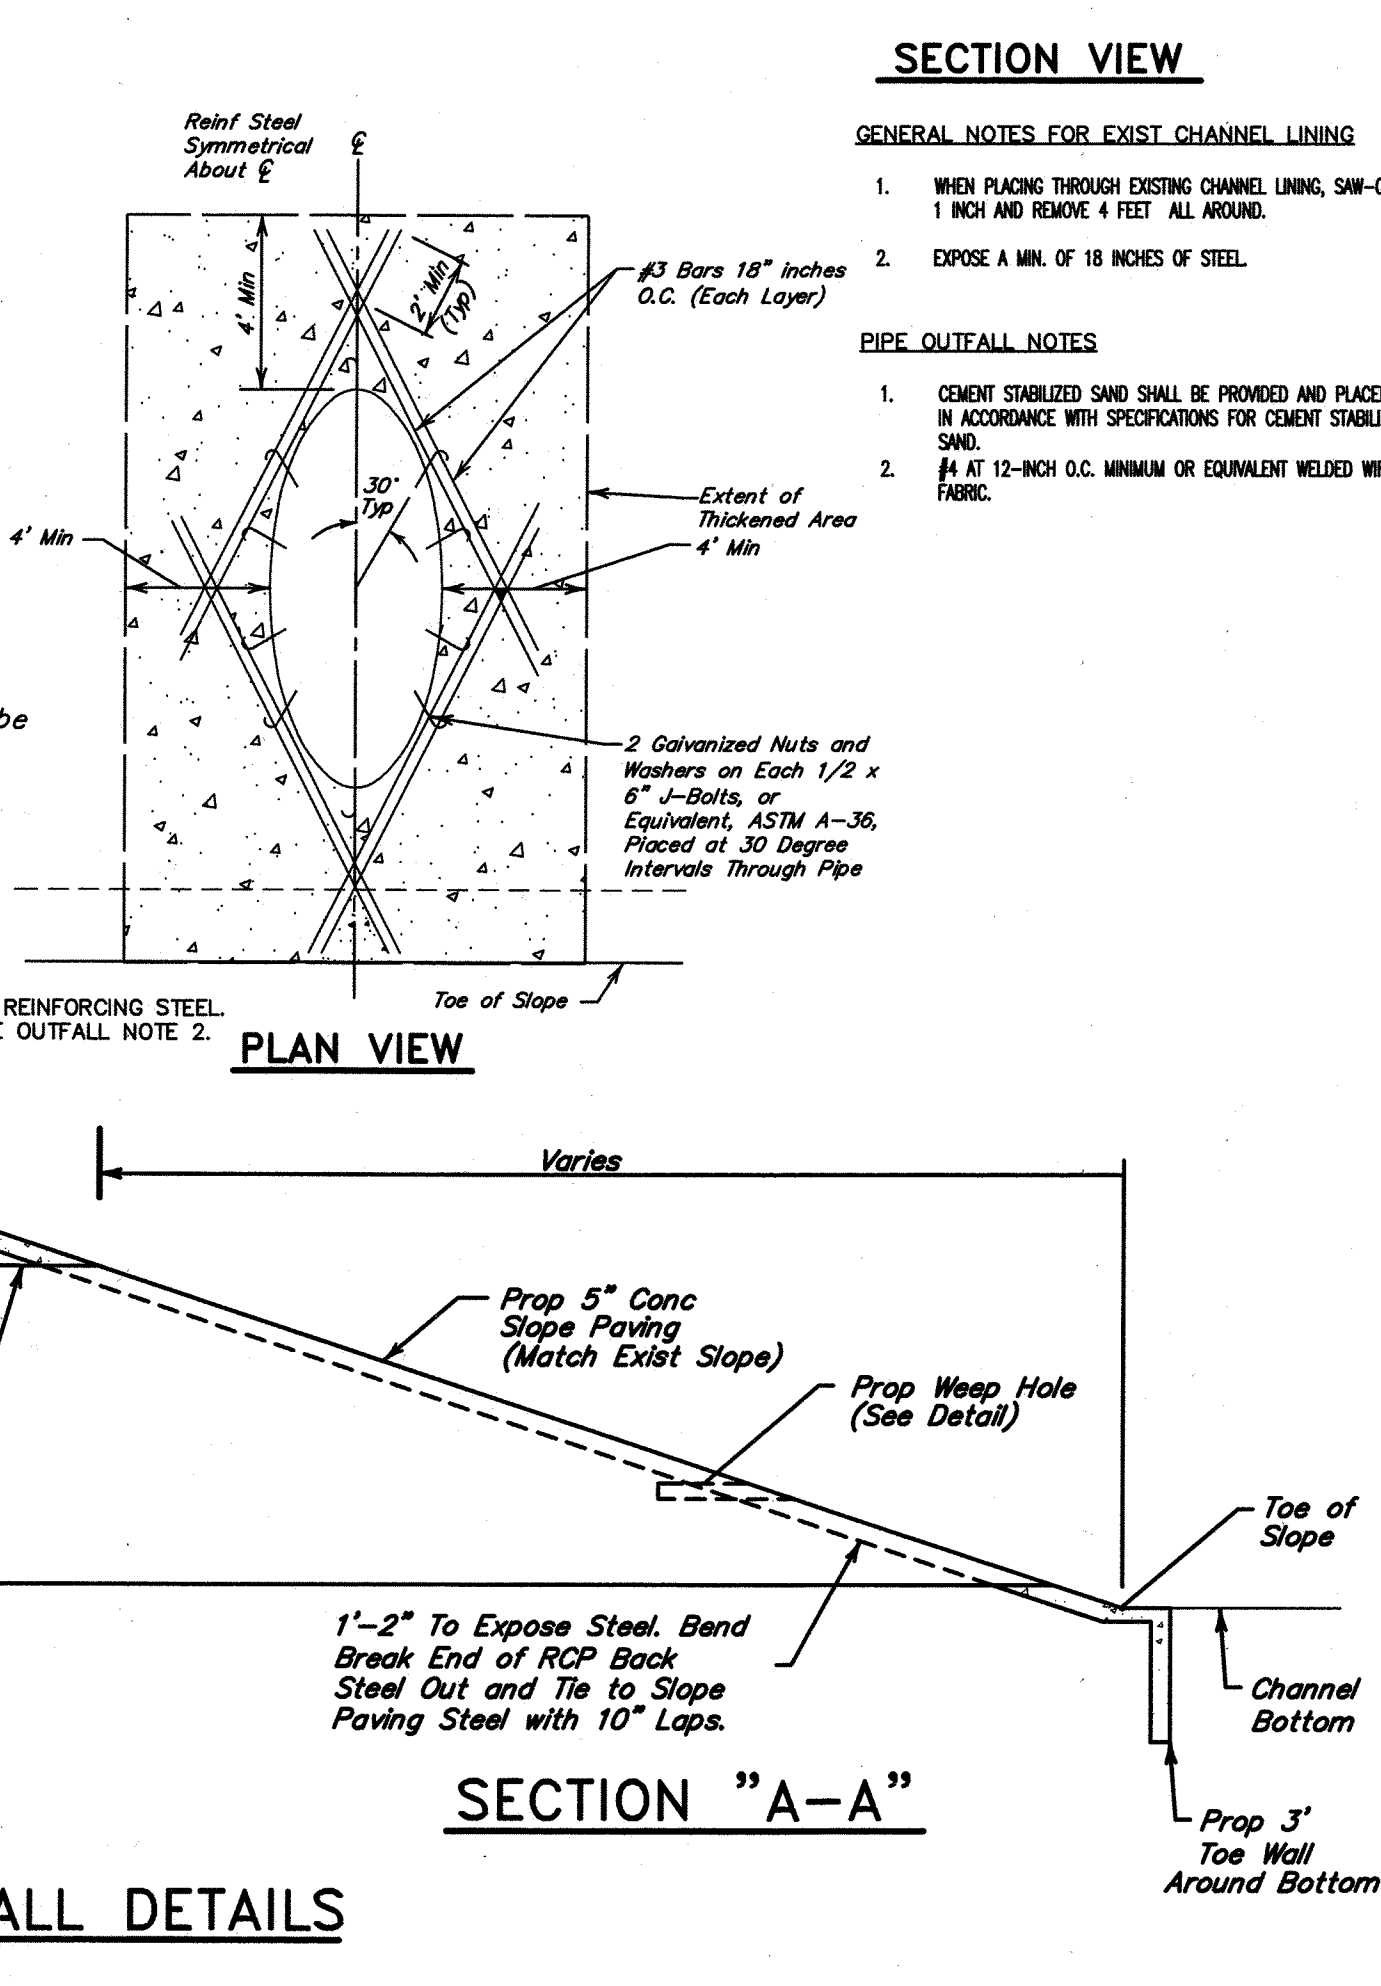 SECTION VIEW
GENERAL NOTES FOR EXIST CHANNEL LINING
1. WHEN PLACING THROUGH EXISTING CHANNEL LINING, SAW-
1 INCH AND REMOVE 4 FEET ALL AROUND.
2. EXPOSE A MIN. OF 18 INCHES OF STEEL.
PIPE OUTFALL NOTES
1. CEMENT STABILIZED SAND SHALL BE PROVIDED AND PLACE
IN ACCORDANCE WITH SPECIFICATIONS FOR CEMENT STABILI
SAND.
2. #4 AT 12-INCH O.C. MINIMUM OR EQUIVALENT WELDED WI
FABRIC.
Reinf Steel
Symmetrical
About ℄
℄
4' Min
2' Min
(Typ)
#3 Bars 18" inches
O.C. (Each Layer)
30°
Typ
Extent of
Thickened Area
4' Min
4' Min
be
2 Galvanized Nuts and
Washers on Each 1/2 x
6" J-Bolts, or
Equivalent, ASTM A-36,
Placed at 30 Degree
Intervals Through Pipe
Toe of Slope
REINFORCING STEEL.
OUTFALL NOTE 2.
PLAN VIEW
Varies
Prop 5" Conc
Slope Paving
(Match Exist Slope)
Prop Weep Hole
(See Detail)
Toe of
Slope
1'-2" To Expose Steel. Bend
Break End of RCP Back
Steel Out and Tie to Slope
Paving Steel with 10" Laps.
Channel
Bottom
SECTION "A-A"
Prop 3'
Toe Wall
Around Bottom
ALL DETAILS